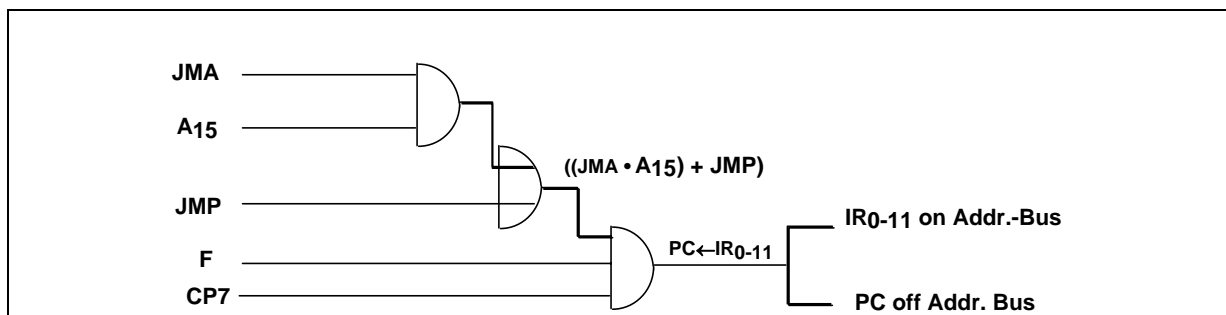 JMA
A15
((JMA • A15) + JMP)
JMP
IR0-11 on Addr.-Bus
PC←IR0-11
F
CP7
PC off Addr. Bus